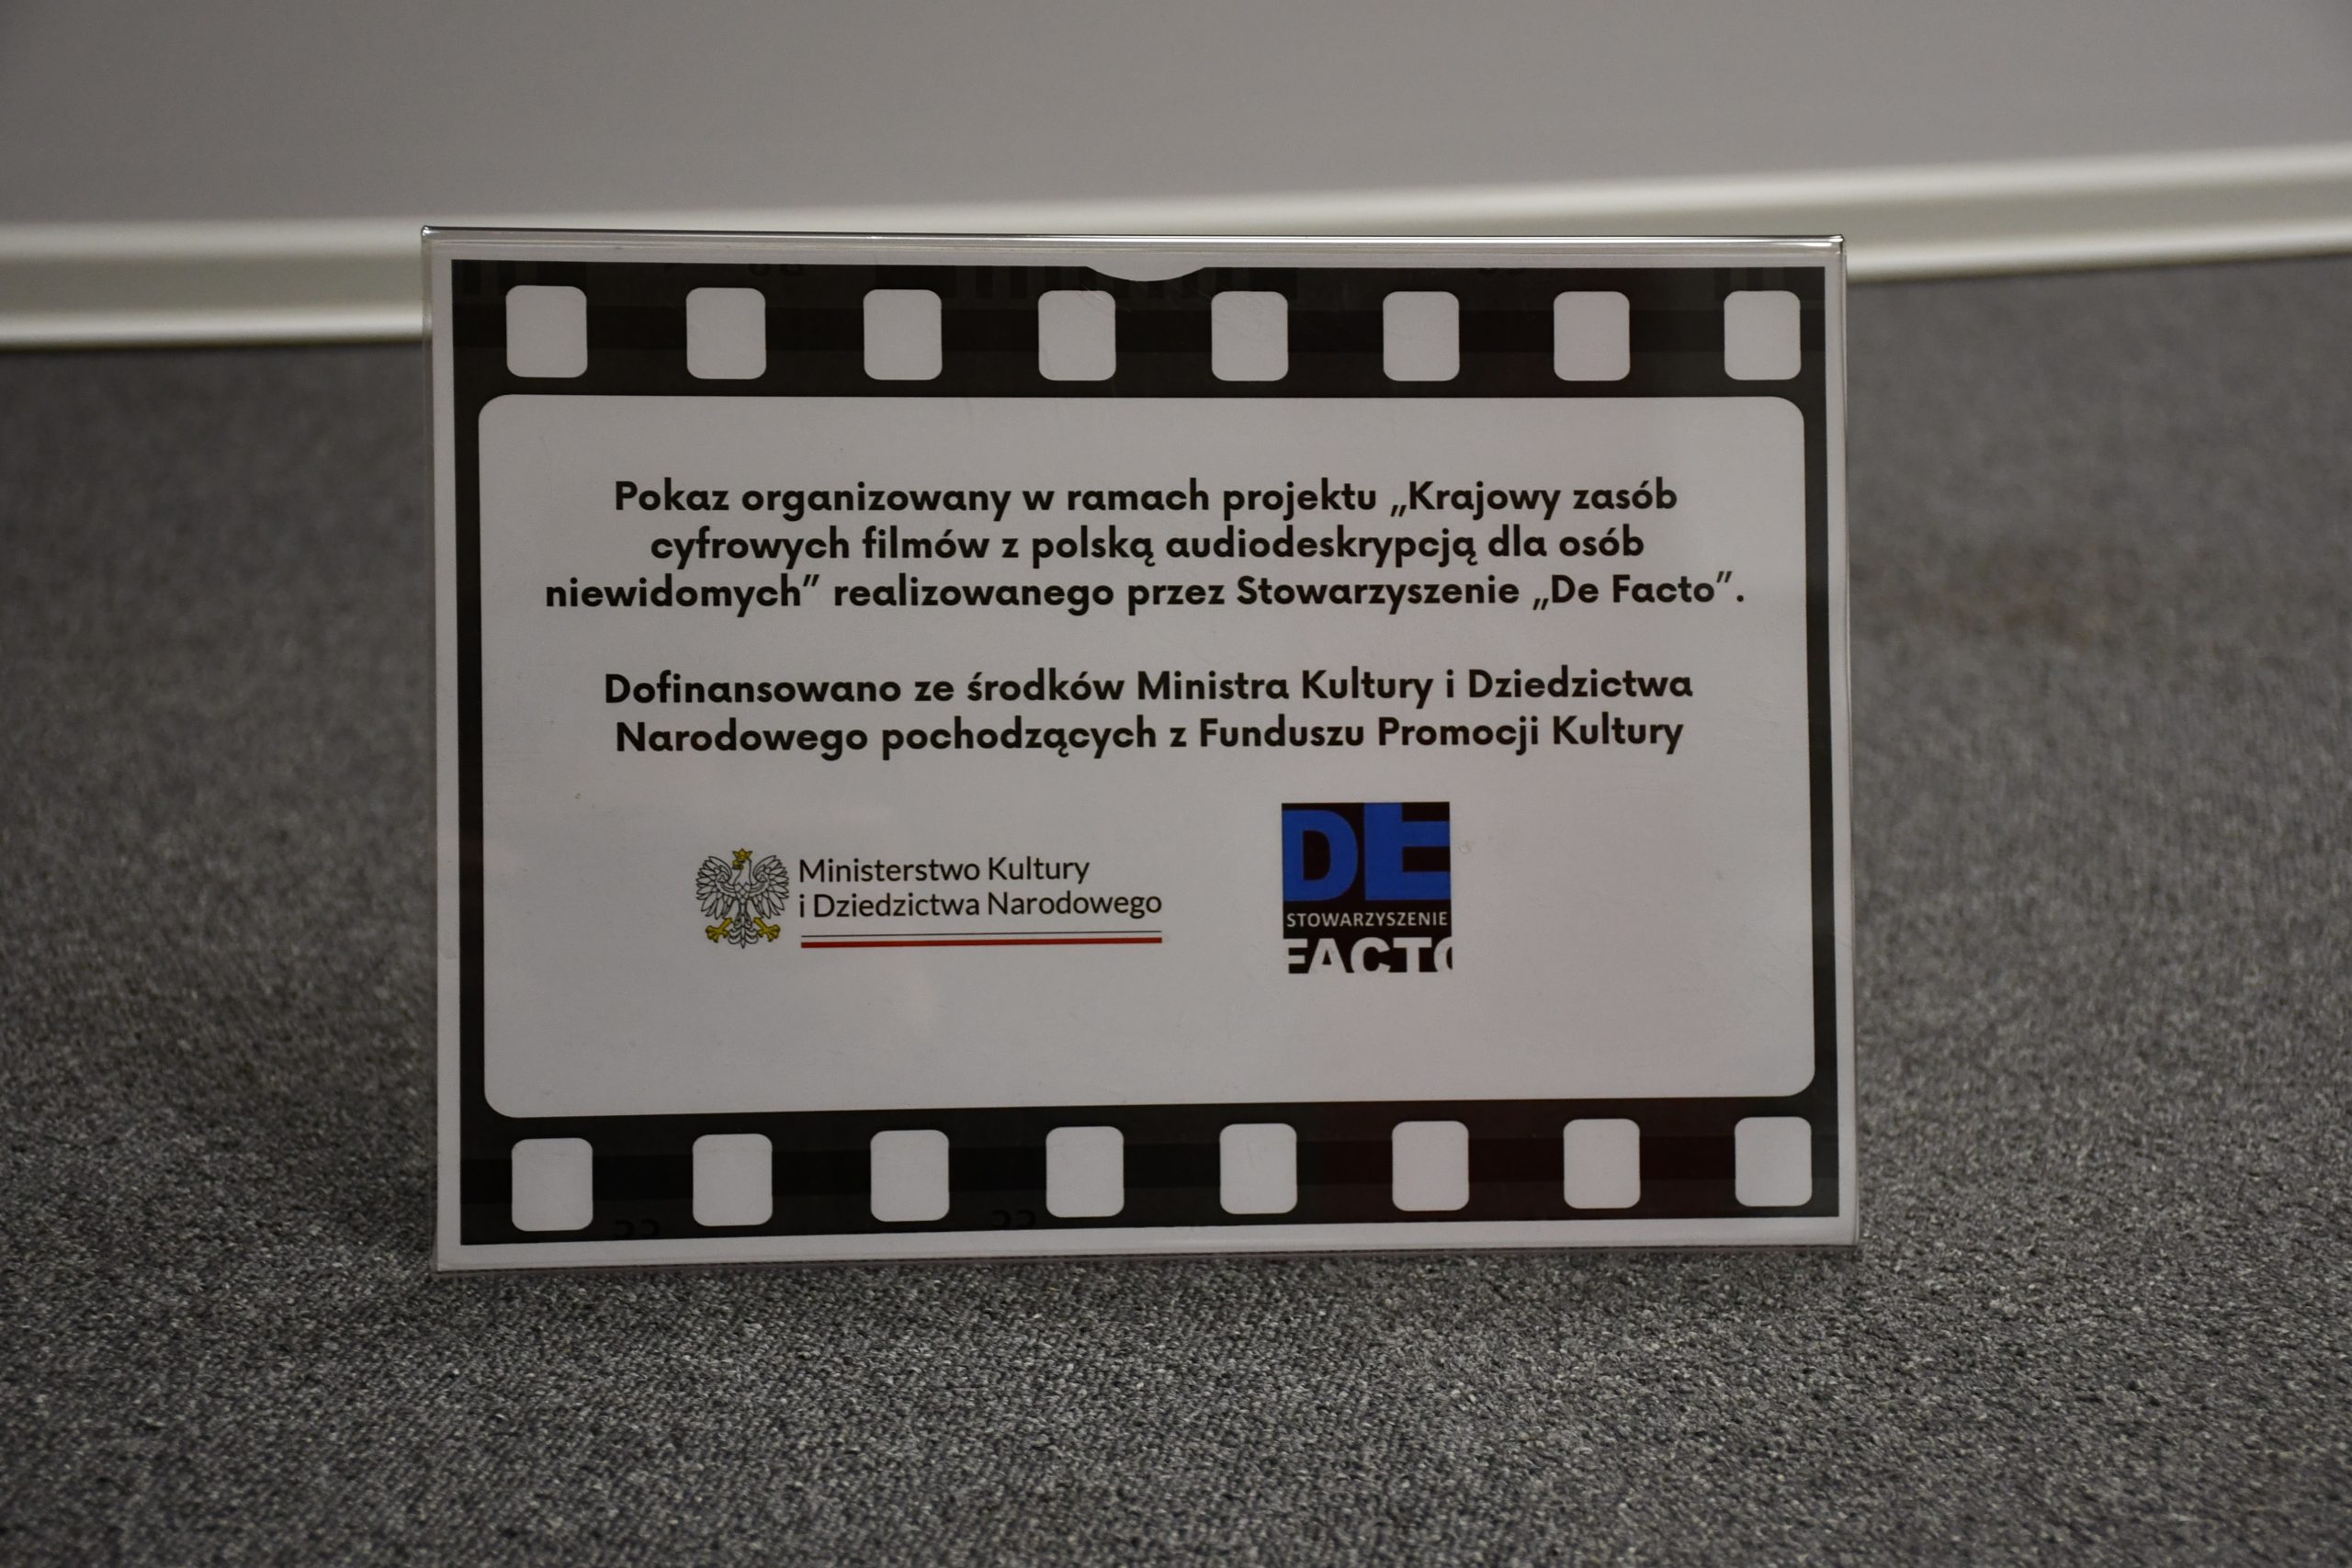 Pokaz organizowany w ramach projektu „Krajowy zasób
cyfrowych filmów z polską audiodeskrypcją dla osób
niewidomych” realizowanego przez Stowarzyszenie „De Facto”.
Dofinansowano ze środków Ministra Kultury i Dziedzictwa
Narodowego pochodzących z Funduszu Promocji Kultury
Ministerstwo Kultury
i Dziedzictwa Narodowego
DE
STOWARZYSZENIE
FACTO